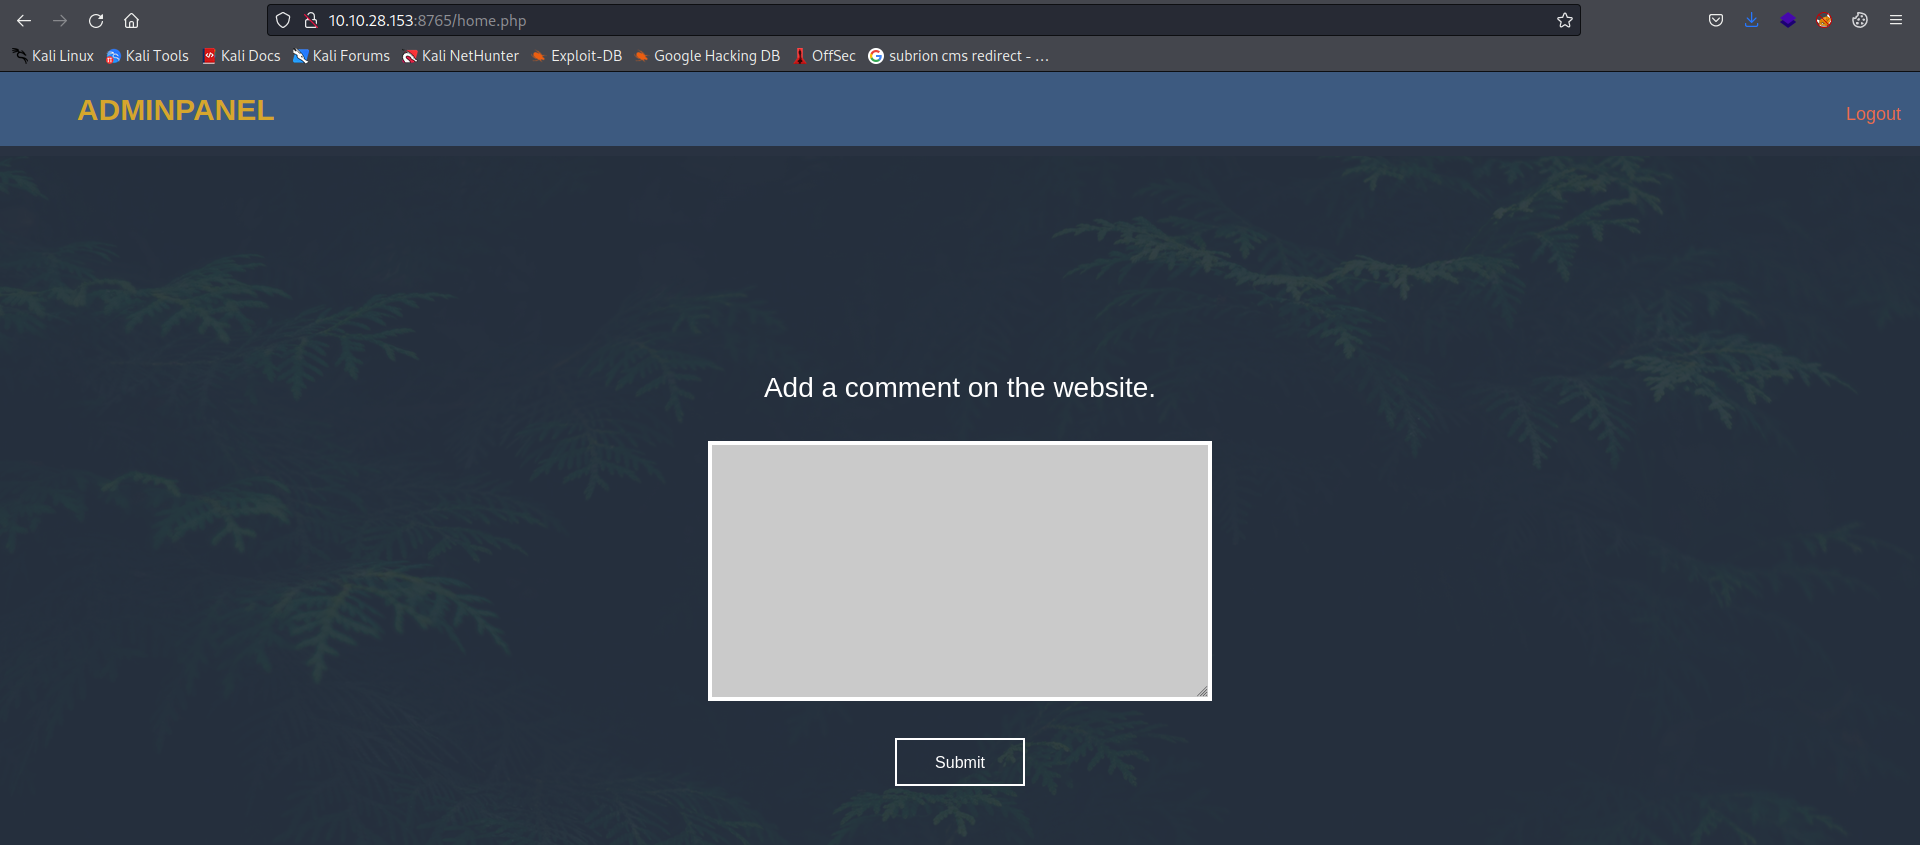 10.10.28.153:8765/home.php
Kali Linux Kali Tools Kali Docs Kali Forums Kali NetHunter Exploit-DB Google Hacking DB OffSec subrion cms redirect - ...
ADMINPANEL
Logout
Add a comment on the website.
Submit